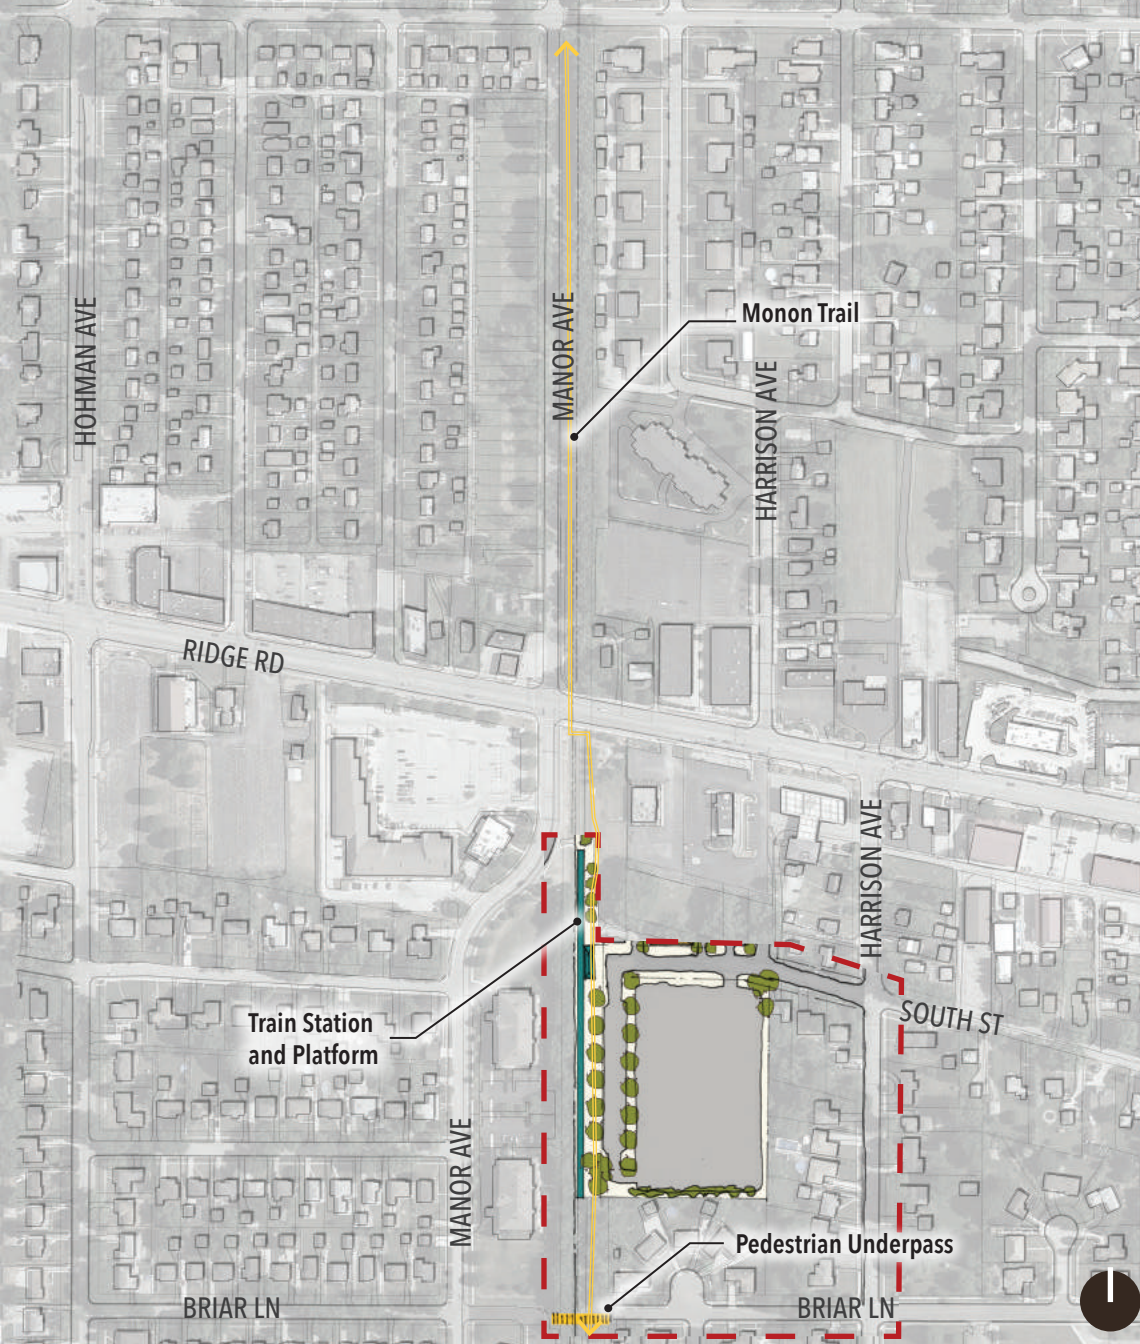 HOHMAN AVE
MANOR AVE
Monon Trail
HARRISON AVE
RIDGE RD
HARRISON AVE
SOUTH ST
Train Station
and Platform
MANOR AVE
Pedestrian Underpass
BRIAR LN
BRIAR LN